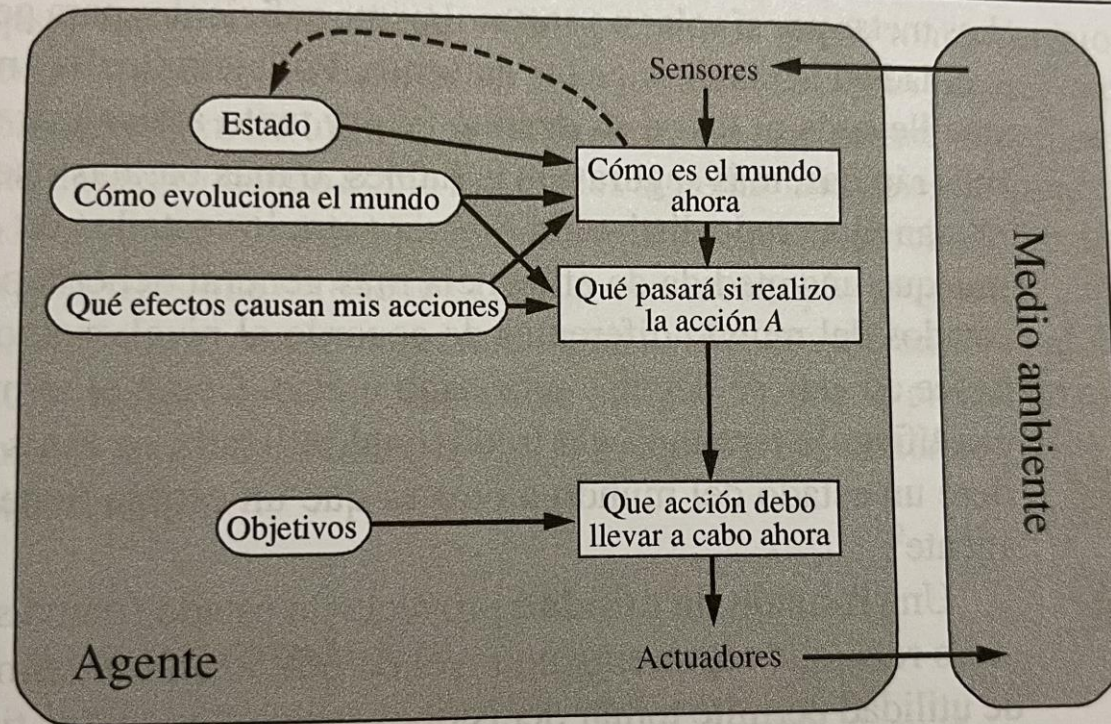 Sensores
Estado
Cómo es el mundo
ahora
Cómo evoluciona el mundo
Qué efectos causan mis acciones
Qué pasará si realizo
la acción A
Objetivos
Que acción debo
llevar a cabo ahora
Agente
Actuadores
Medio ambiente